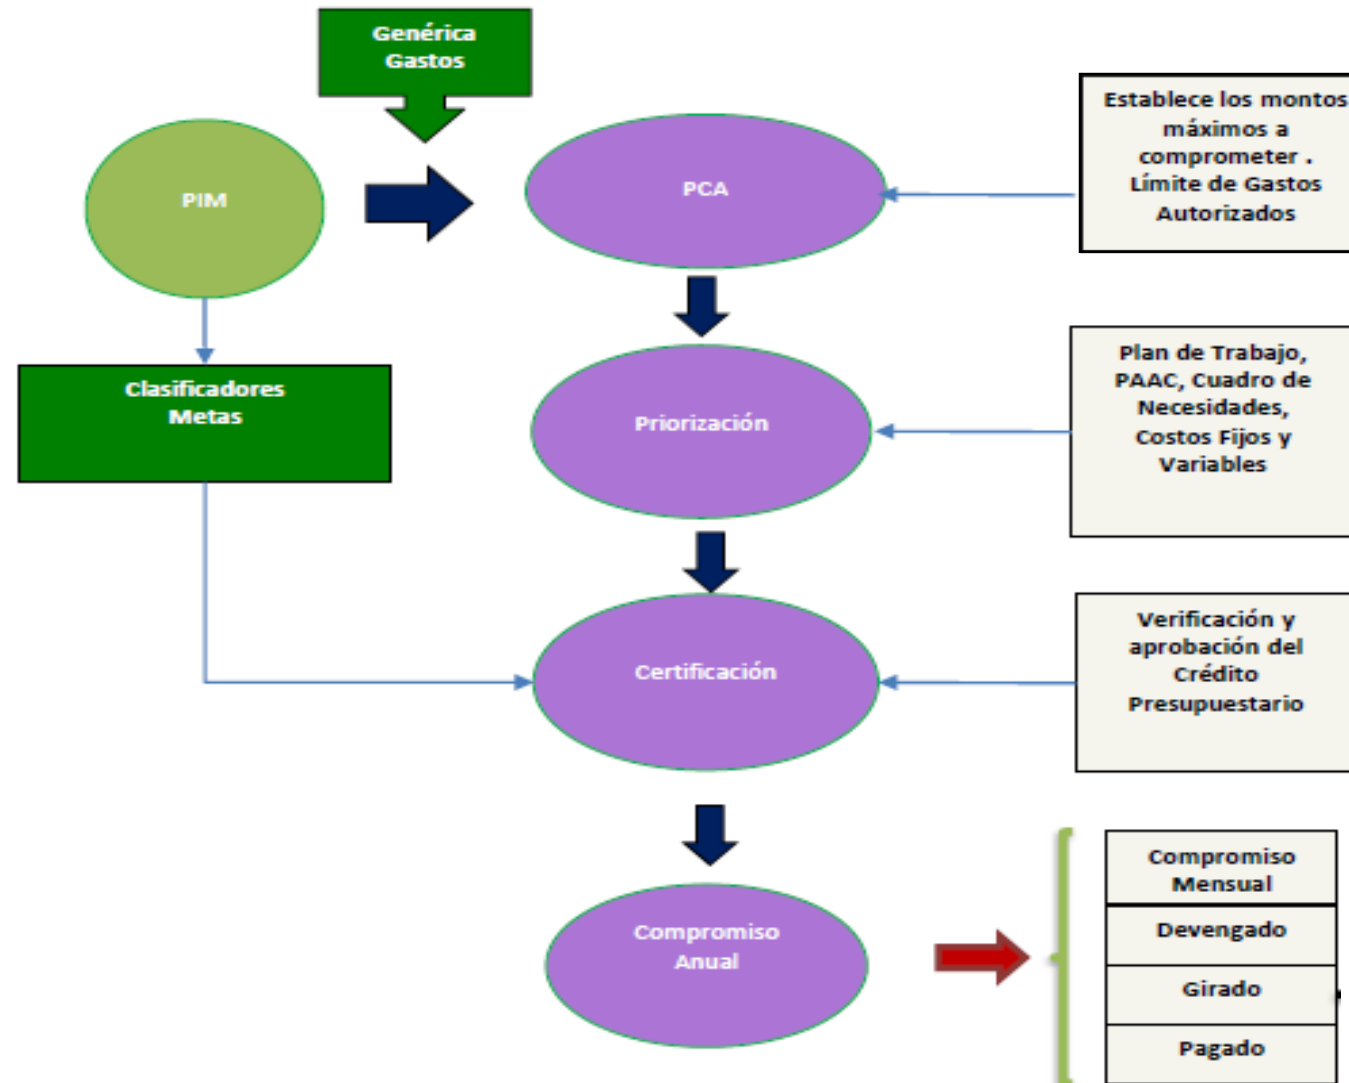 Genérica
Gastos
PIM
PCA
Establece los montos
máximos a
comprometer .
Límite de Gastos
Autorizados
Clasificadores
Metas
Priorización
Plan de Trabajo,
PAAC, Cuadro de
Necesidades,
Costos Fijos y
Variables
Certificación
Verificación y
aprobación del
Crédito
Presupuestario
Compromiso
Anual
Compromiso
Mensual
Devengado
Girado
Pagado